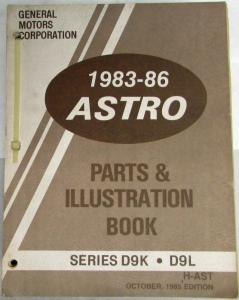 GENERAL
MOTORS
CORPORATION
1983-86
ASTRO
PARTS &
ILLUSTRATION
BOOK
SERIES D9K • D9L
H-AST
OCTOBER, 1985 EDITION